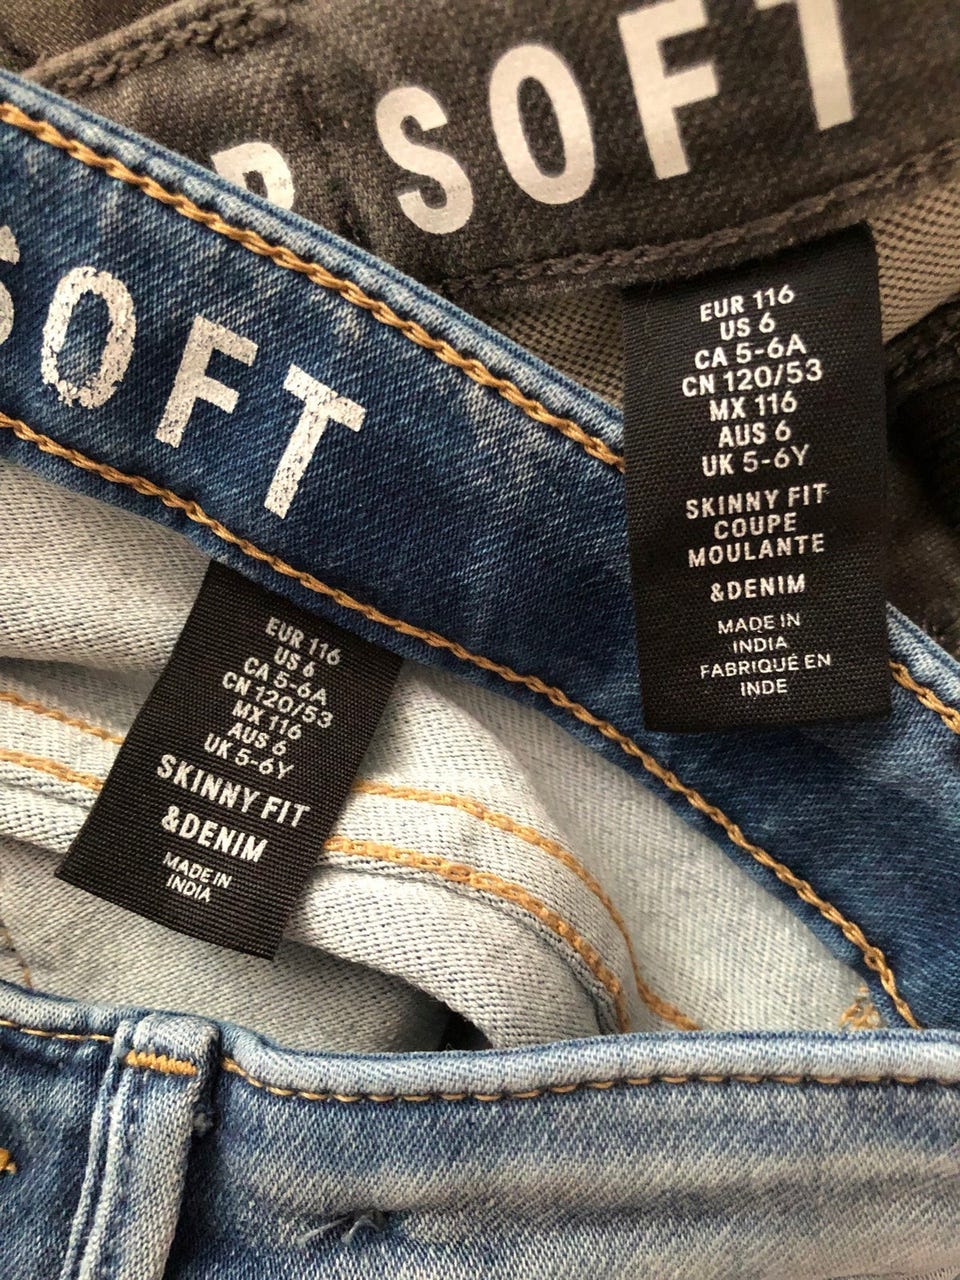 R SOFT
SOFT
EUR 116
US 6
CA 5-6A
CN 120/53
MX 116
AUS 6
UK 5-6Y
SKINNY FIT
COUPE
MOULANTE
&DENIM
MADE IN
INDIA
FABRIQUÉ EN
INDE
EUR 116
US 6
CA 5-6A
CN 120/53
MX 116
AUS 6
UK 5-6Y
SKINNY FIT
&DENIM
MADE IN
INDIA